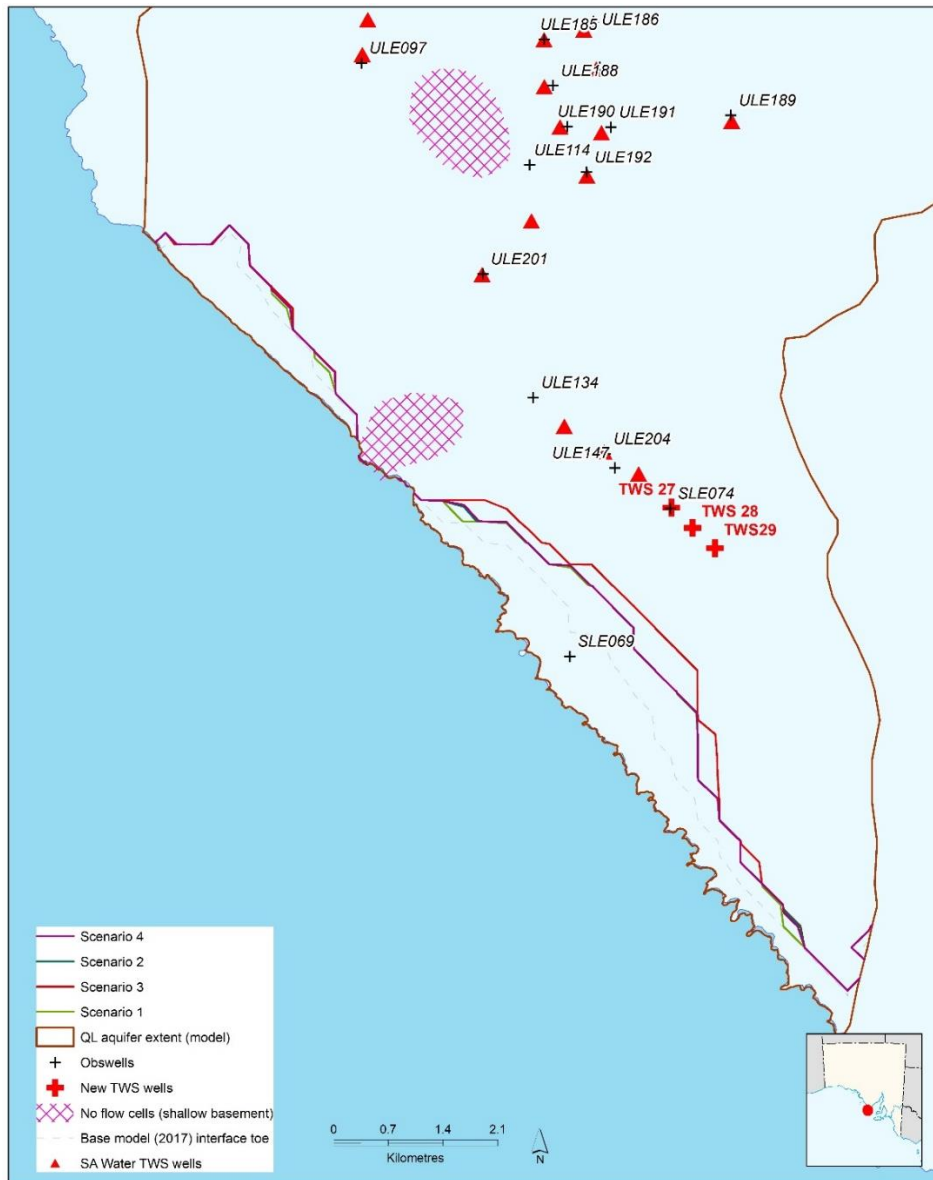 ULE186
ULE185
ULE097
ULE188
ULE189
ULE190
ULE191
ULE114
ULE192
ULE201
ULE134
ULE204
ULE147
TWS 27
SLE074
TWS 28
TWS29
SLE069
Scenario 4
Scenario 2
Scenario 3
Scenario 1
QL aquifer extent (model)
Obswells
New TWS wells
No flow cells (shallow basement)
Base model (2017) interface toe
SA Water TWS wells
0 0.7 1.4 2.1
Kilometres
N